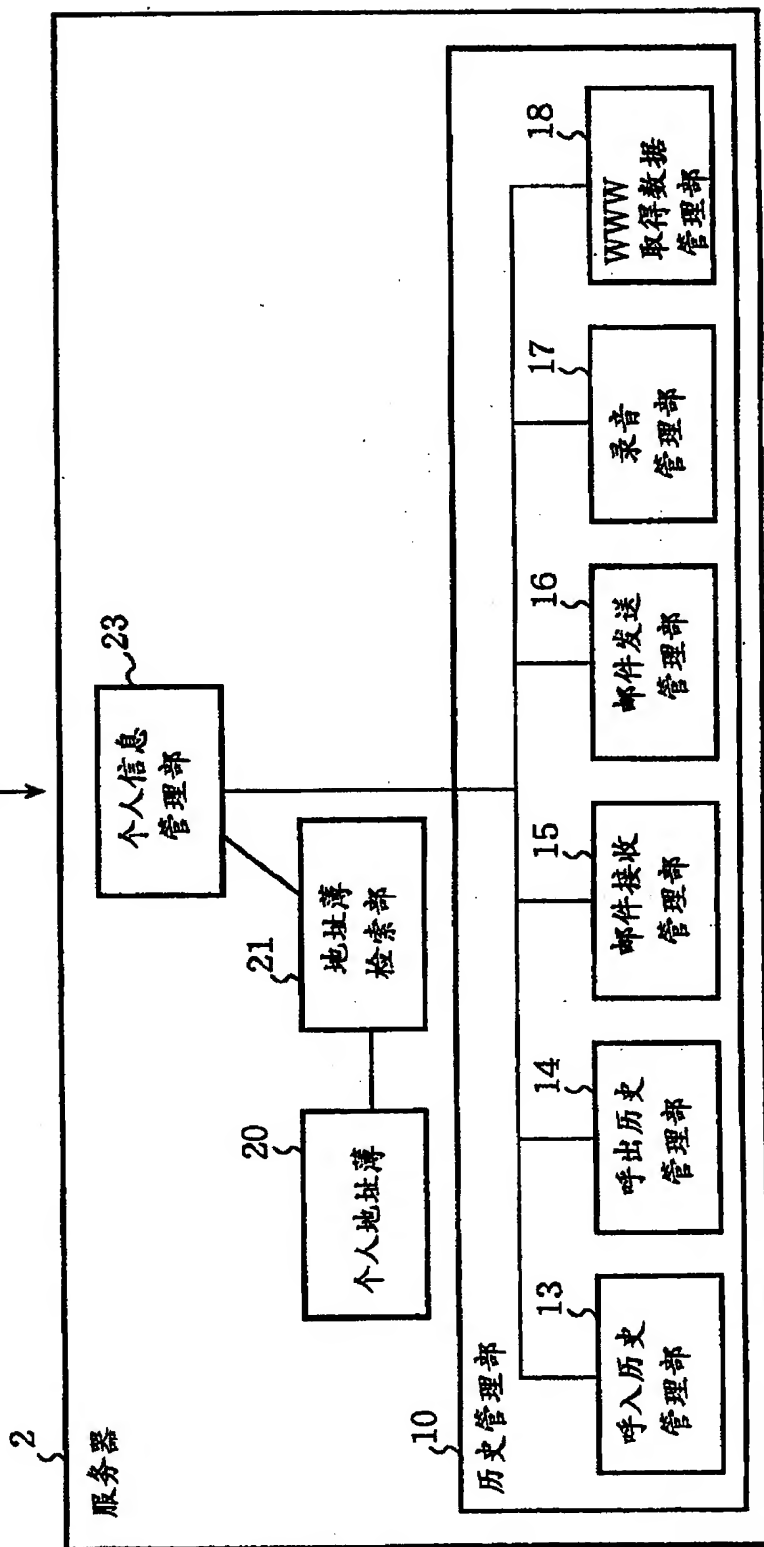 2
服务器
23
个人信息
管理部
21
地址薄
检索部
20
个人地址薄
10
历史管理部
13
呼入历史
管理部
14
呼出历史
管理部
15
邮件接收
管理部
16
邮件发送
管理部
17
录音
管理部
18
WWW
取得数据
管理部